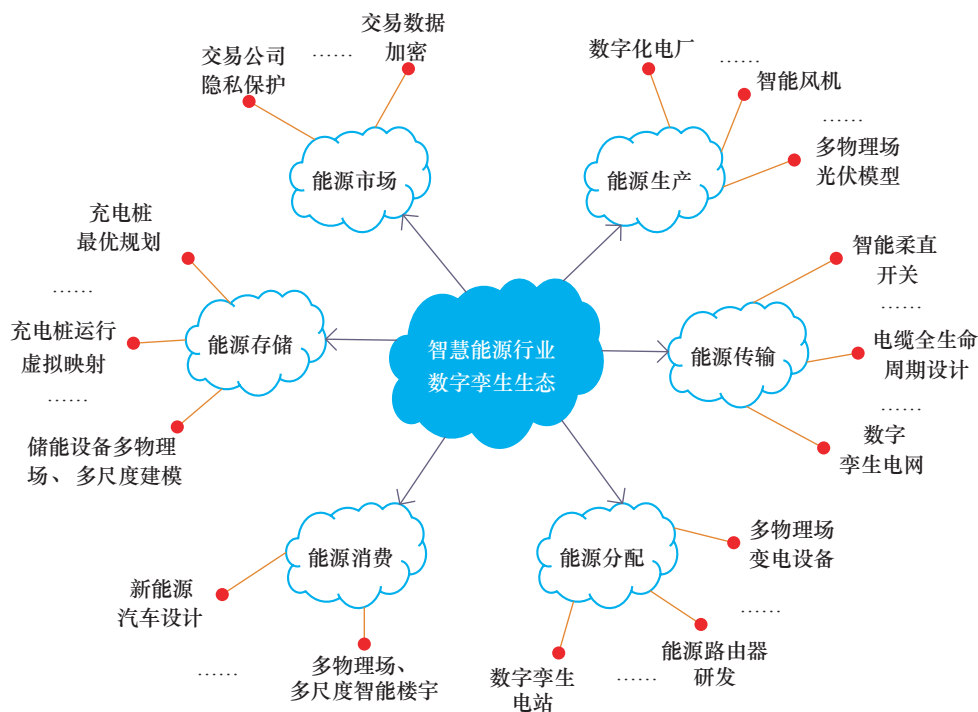 交易公司
隐私保护
……
交易数据
加密
能源市场
数字化电厂
……
智能风机
……
多物理场
光伏模型
能源生产
充电桩
最优规划
……
充电桩运行
虚拟映射
……
储能设备多物理
场、多尺度建模
能源存储
智慧能源行业
数字孪生生态
智能柔直
开关
……
电缆全生命
周期设计
……
数字
孪生电网
能源传输
能源消费
新能源
汽车设计
……
多物理场、
多尺度智能楼宇
能源分配
多物理场
变电设备
……
能源路由器
研发
……
数字孪生
电站